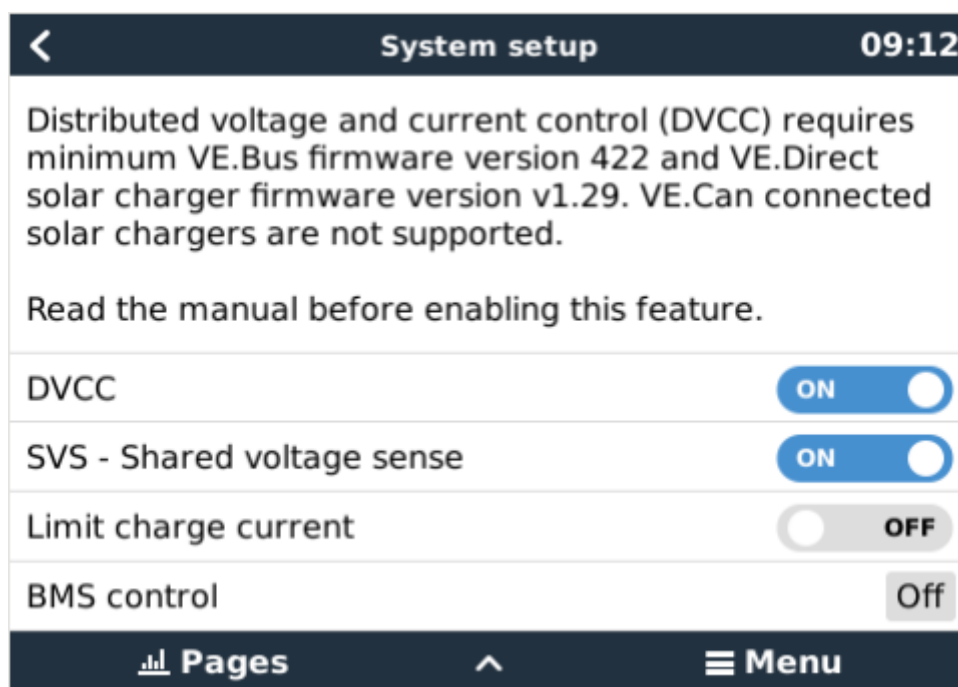 System setup 09:12
Distributed voltage and current control (DVCC) requires
minimum VE.Bus firmware version 422 and VE.Direct
solar charger firmware version v1.29. VE.Can connected
solar chargers are not supported.
Read the manual before enabling this feature.
DVCC ON
SVS - Shared voltage sense ON
Limit charge current OFF
BMS control Off
Pages Menu